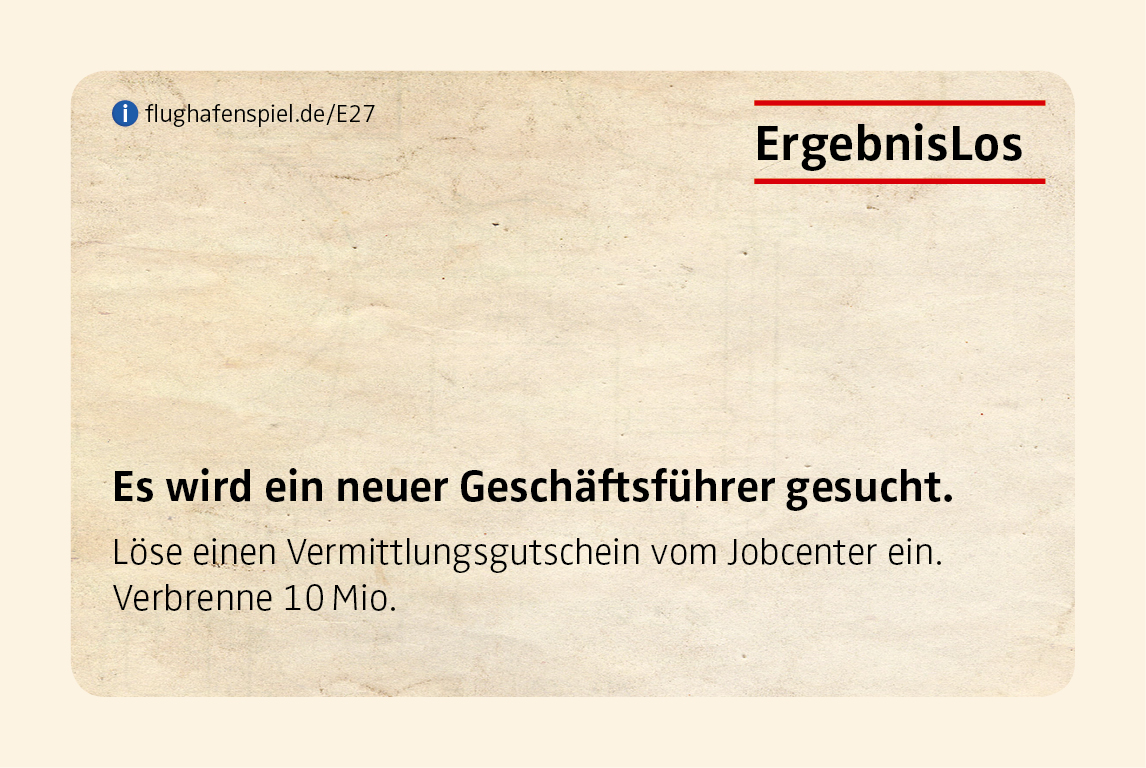 i flughafenspiel.de/E27
ErgebnisLos
Es wird ein neuer Geschäftsführer gesucht.
Löse einen Vermittlungsgutschein vom Jobcenter ein.
Verbrenne 10 Mio.